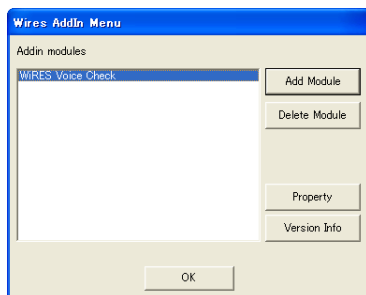 Wires AddIn Menu
Addin modules
WiRES Voice Check
Add Module
Delete Module
Property
Version Info
OK